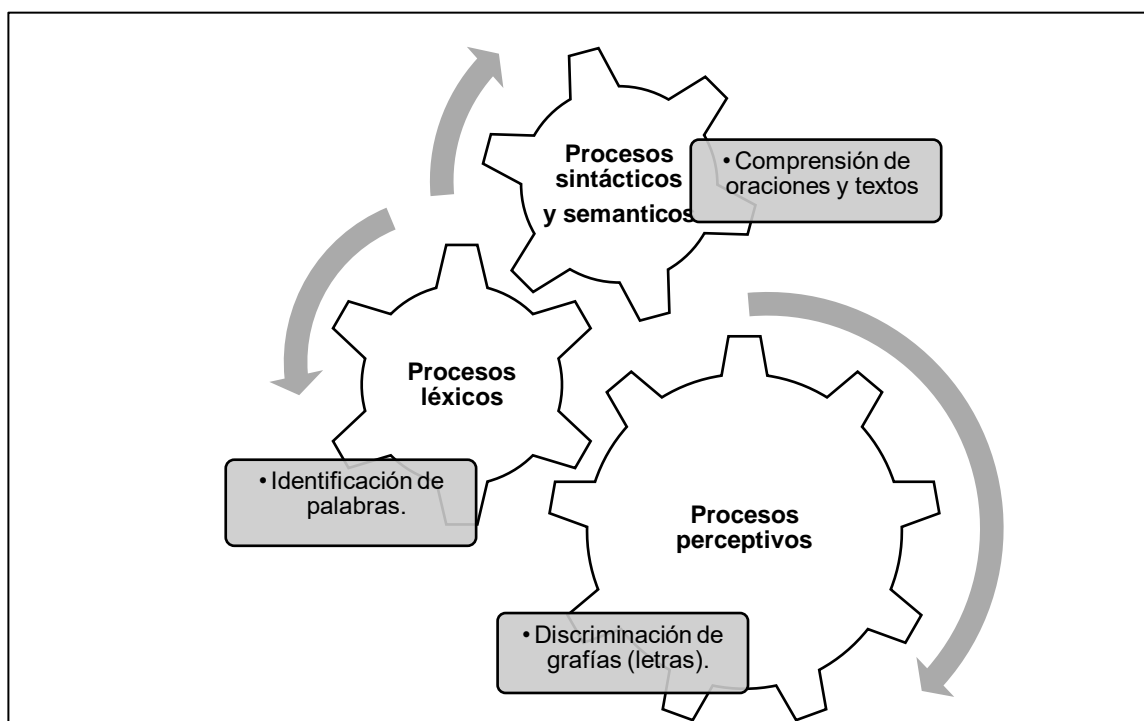 Procesos
sintácticos
y semanticos
• Comprensión de
oraciones y textos
Procesos
léxicos
• Identificación de
palabras.
Procesos
perceptivos
• Discriminación de
grafías (letras).